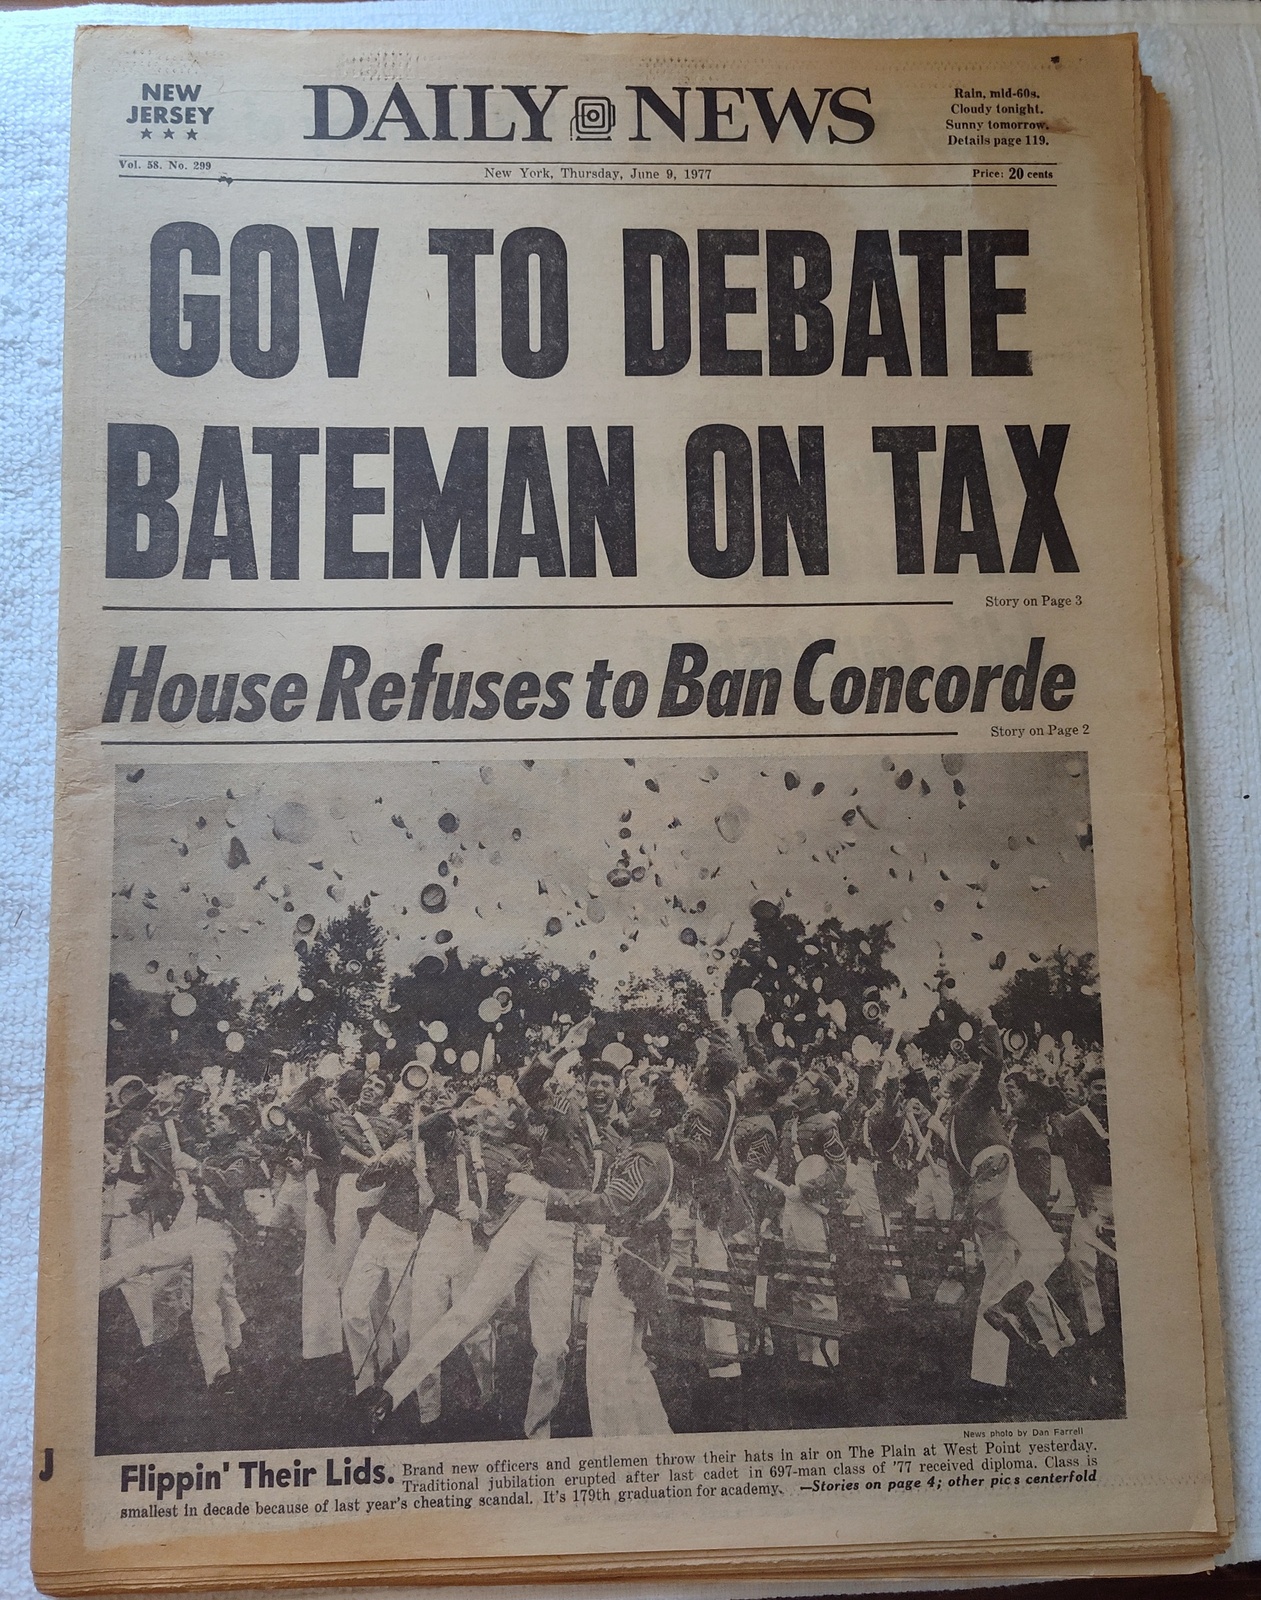 NEW
JERSEY
★ ★ ★
DAILY NEWS
Rain, mid-60s.
Cloudy tonight.
Sunny tomorrow.
Details page 119.
Vol. 58. No. 299
New York, Thursday, June 9, 1977
Price: 20 cents
GOV TO DEBATE
BATEMAN ON TAX
Story on Page 3
House Refuses to Ban Concorde
Story on Page 2
News photo by Dan Farrell
J
Flippin' Their Lids. Brand new officers and gentlemen throw their hats in air on The Plain at West Point yesterday.
Traditional jubilation erupted after last cadet in 697-man class of '77 received diploma. Class is
smallest in decade because of last year's cheating scandal. It's 179th graduation for academy. —Stories on page 4; other pics centerfold